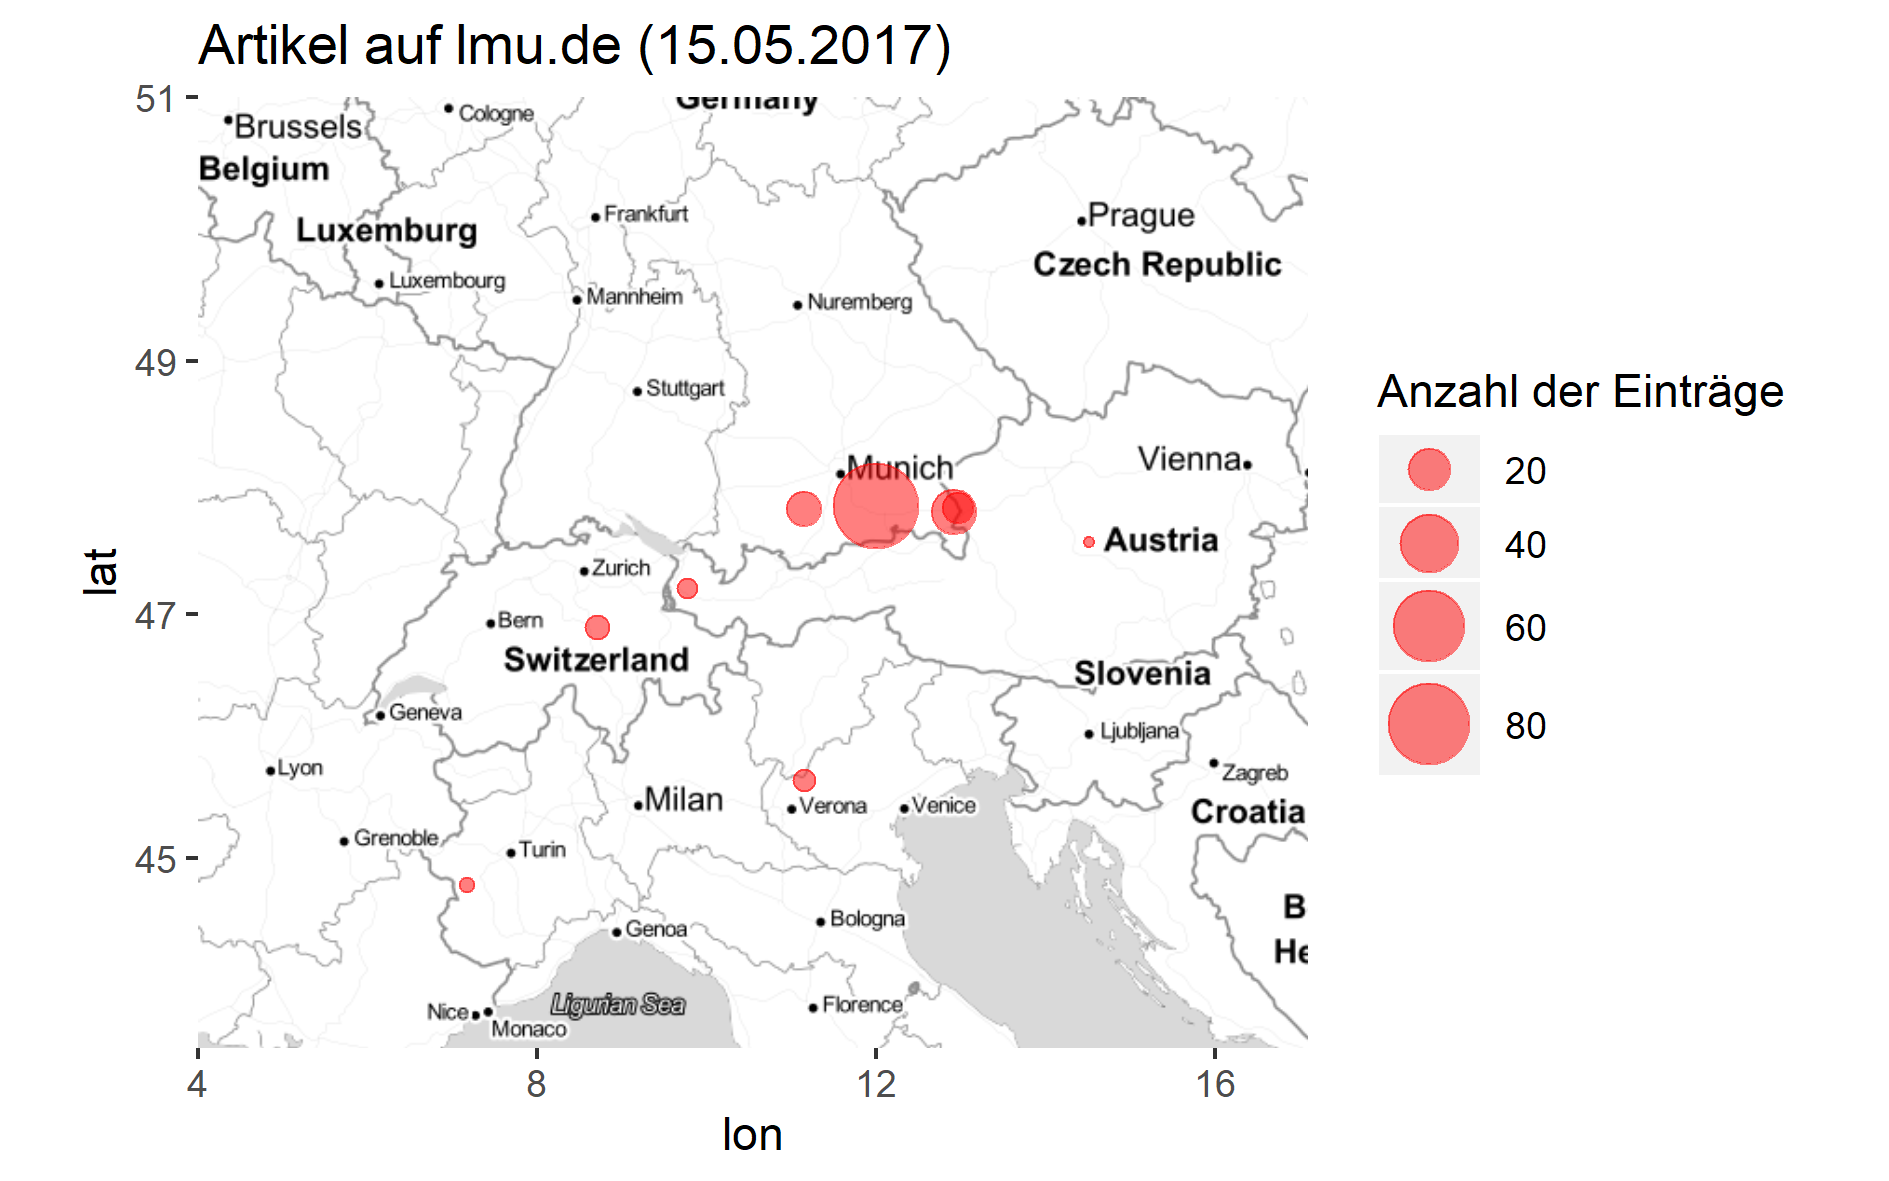 Artikel auf lmu.de (15.05.2017)
51
49
47
45
lat
4
8
12
16
lon
Germany
Cologne
Brussels
Belgium
Frankfurt
Prague
Luxemburg
Czech Republic
Luxembourg
Mannheim
Nuremberg
Stuttgart
Munich
Vienna
Austria
Zurich
Bern
Switzerland
Slovenia
Geneva
Ljubljana
Lyon
Zagreb
Milan
Verona
Venice
Croatia
Grenoble
Turin
B
Bologna
Genoa
He
Ligurian Sea
Florence
Nice
Monaco
Anzahl der Einträge
20
40
60
80